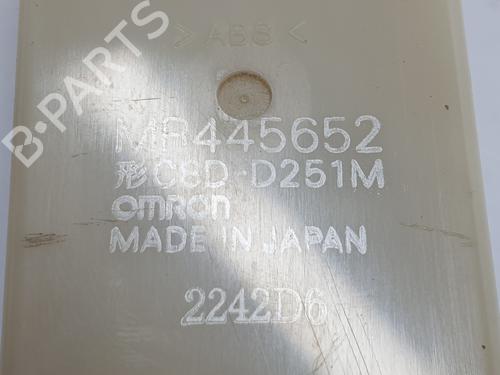 B-PARTS
>ABS<
MR445652
形C8D-D251M
omron
MADE IN JAPAN
2242D6